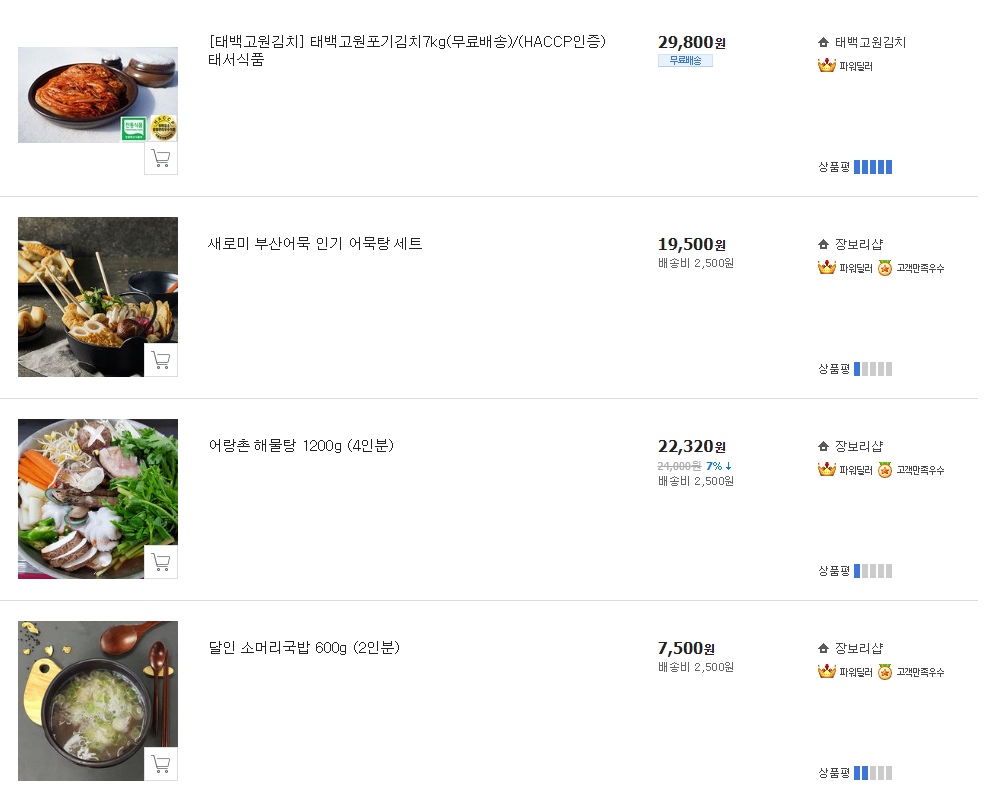 [태백고원김치] 태백고원포기김치7kg(무료배송)/(HACCP인증)
태서식품
29,800원
무료배송
태백고원김치
파워딜러
전통식품
상품평
새로미 부산어묵 인기 어묵탕 세트
19,500원
배송비 2,500원
장보리샵
파워딜러 고객만족우수
상품평
어랑촌 해물탕 1200g (4인분)
22,320원
24,000원 7%↓
배송비 2,500원
장보리샵
파워딜러 고객만족우수
상품평
달인 소머리국밥 600g (2인분)
7,500원
배송비 2,500원
장보리샵
파워딜러 고객만족우수
상품평